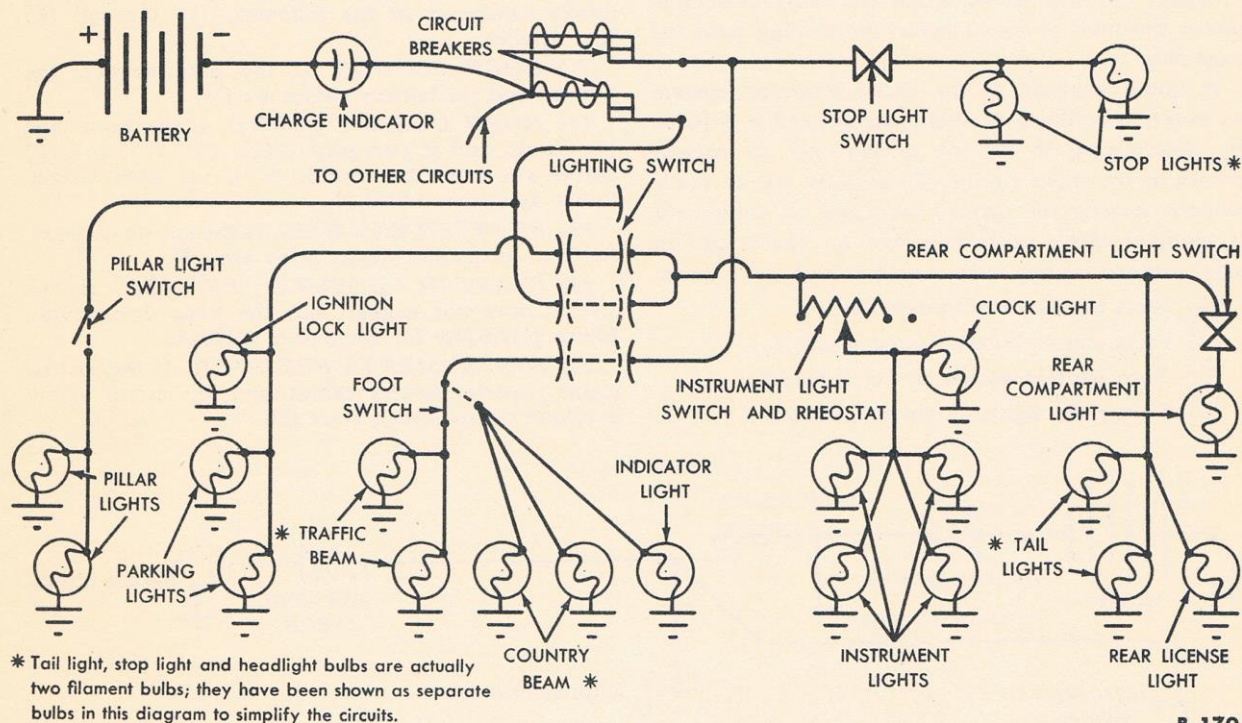 CIRCUIT
BREAKERS
+
-
BATTERY
CHARGE INDICATOR
TO OTHER CIRCUITS
LIGHTING SWITCH
STOP LIGHT
SWITCH
STOP LIGHTS *
PILLAR LIGHT
SWITCH
IGNITION
LOCK LIGHT
REAR COMPARTMENT LIGHT SWITCH
CLOCK LIGHT
FOOT
SWITCH
INSTRUMENT LIGHT
SWITCH AND RHEOSTAT
REAR
COMPARTMENT
LIGHT
PILLAR
LIGHTS
PARKING
LIGHTS
* TRAFFIC
BEAM
INDICATOR
LIGHT
* TAIL
LIGHTS
COUNTRY
BEAM *
INSTRUMENT
LIGHTS
REAR LICENSE
LIGHT
* Tail light, stop light and headlight bulbs are actually
two filament bulbs; they have been shown as separate
bulbs in this diagram to simplify the circuits.